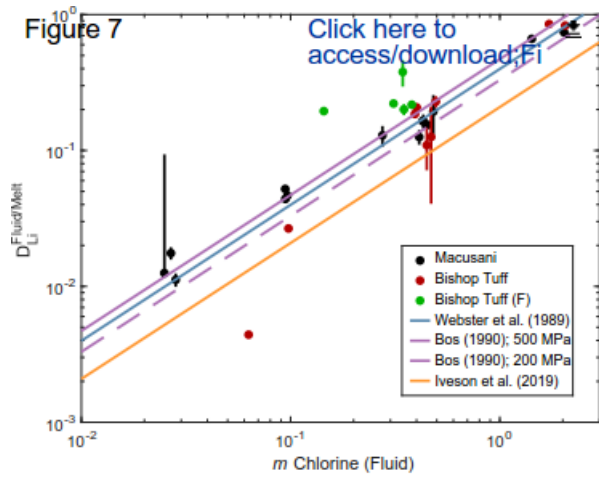 Figure 7
Click here to
access/download;Fi
10^0
10^-1
10^-2
10^-3
D_Li^Fluid/Melt
Macusani
Bishop Tuff
Bishop Tuff (F)
Webster et al. (1989)
Bos (1990); 500 MPa
Bos (1990); 200 MPa
Iveson et al. (2019)
10^-2
10^-1
10^0
m Chlorine (Fluid)